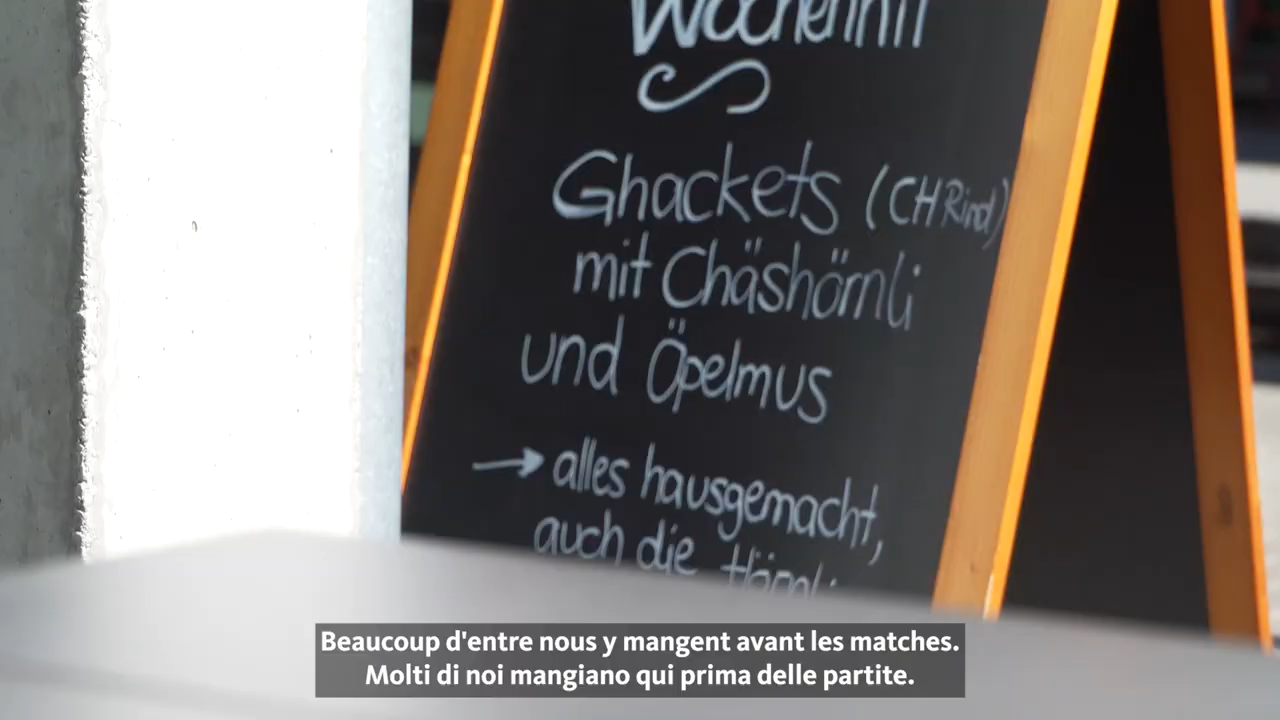 Wochenhit
Ghackets (CH Rind)
mit Chäshörnli
und Öpelmus
→ alles hausgemacht,
auch die Hörnli
Beaucoup d'entre nous y mangent avant les matches.
Molti di noi mangiano qui prima delle partite.